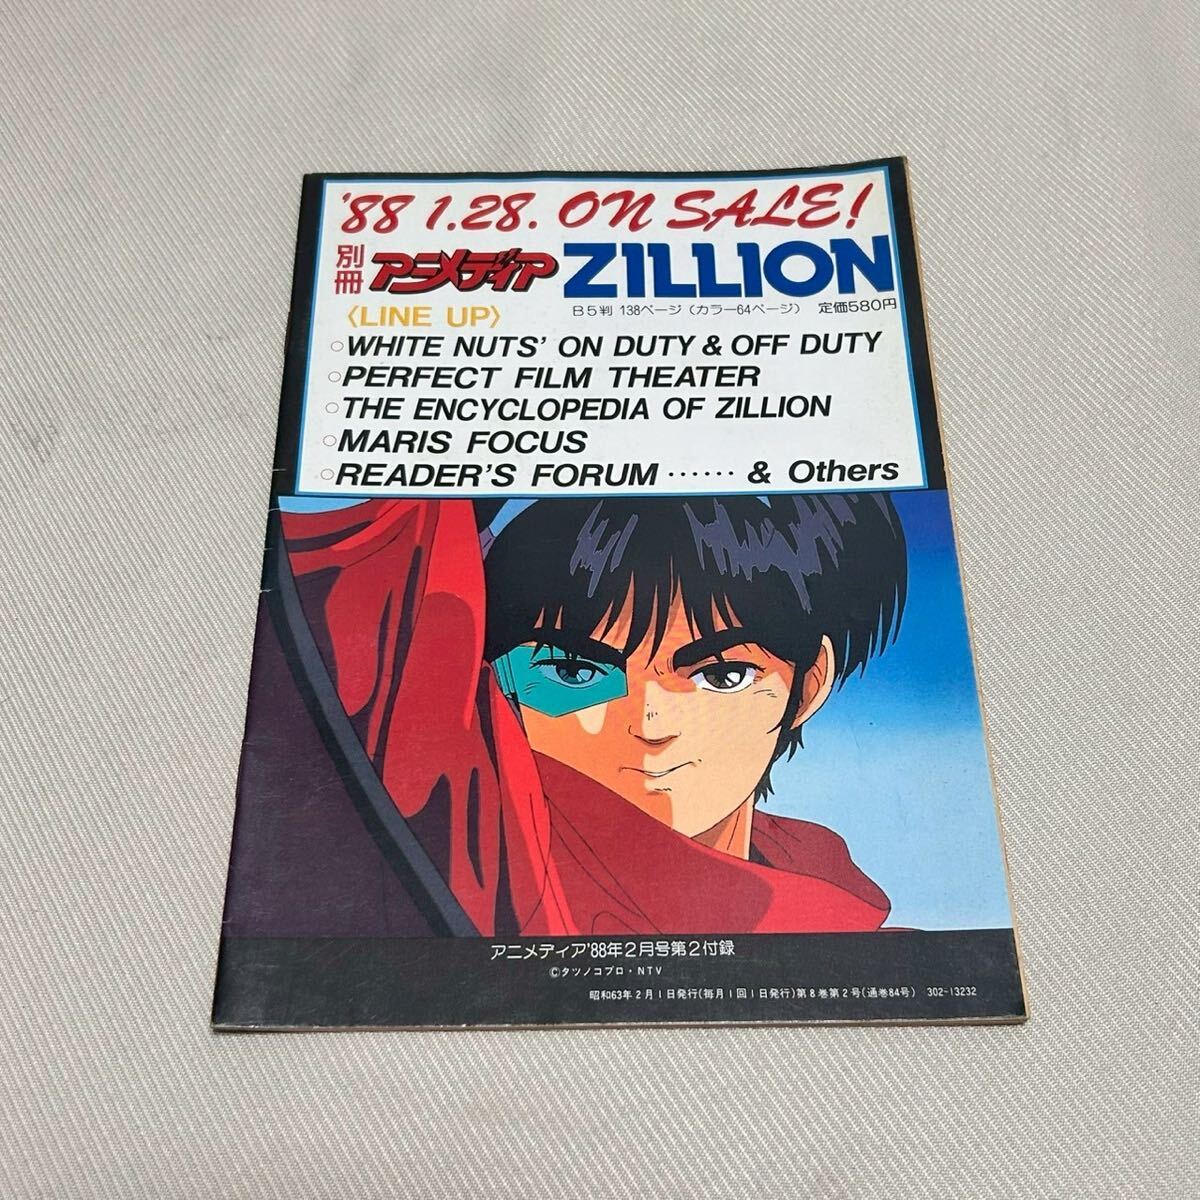 '88 1.28. ON SALE!
別冊 アニメディア ZILLION
B5判 138ページ(カラー64ページ) 定価580円
〈LINE UP〉
○WHITE NUTS' ON DUTY & OFF DUTY
○PERFECT FILM THEATER
○THE ENCYCLOPEDIA OF ZILLION
○MARIS FOCUS
○READER'S FORUM …… & Others
アニメディア'88年2月号第2付録
©タツノコプロ・NTV
昭和63年2月1日発行(毎月1回1日発行)第8巻第2号(通巻84号) 302-13232